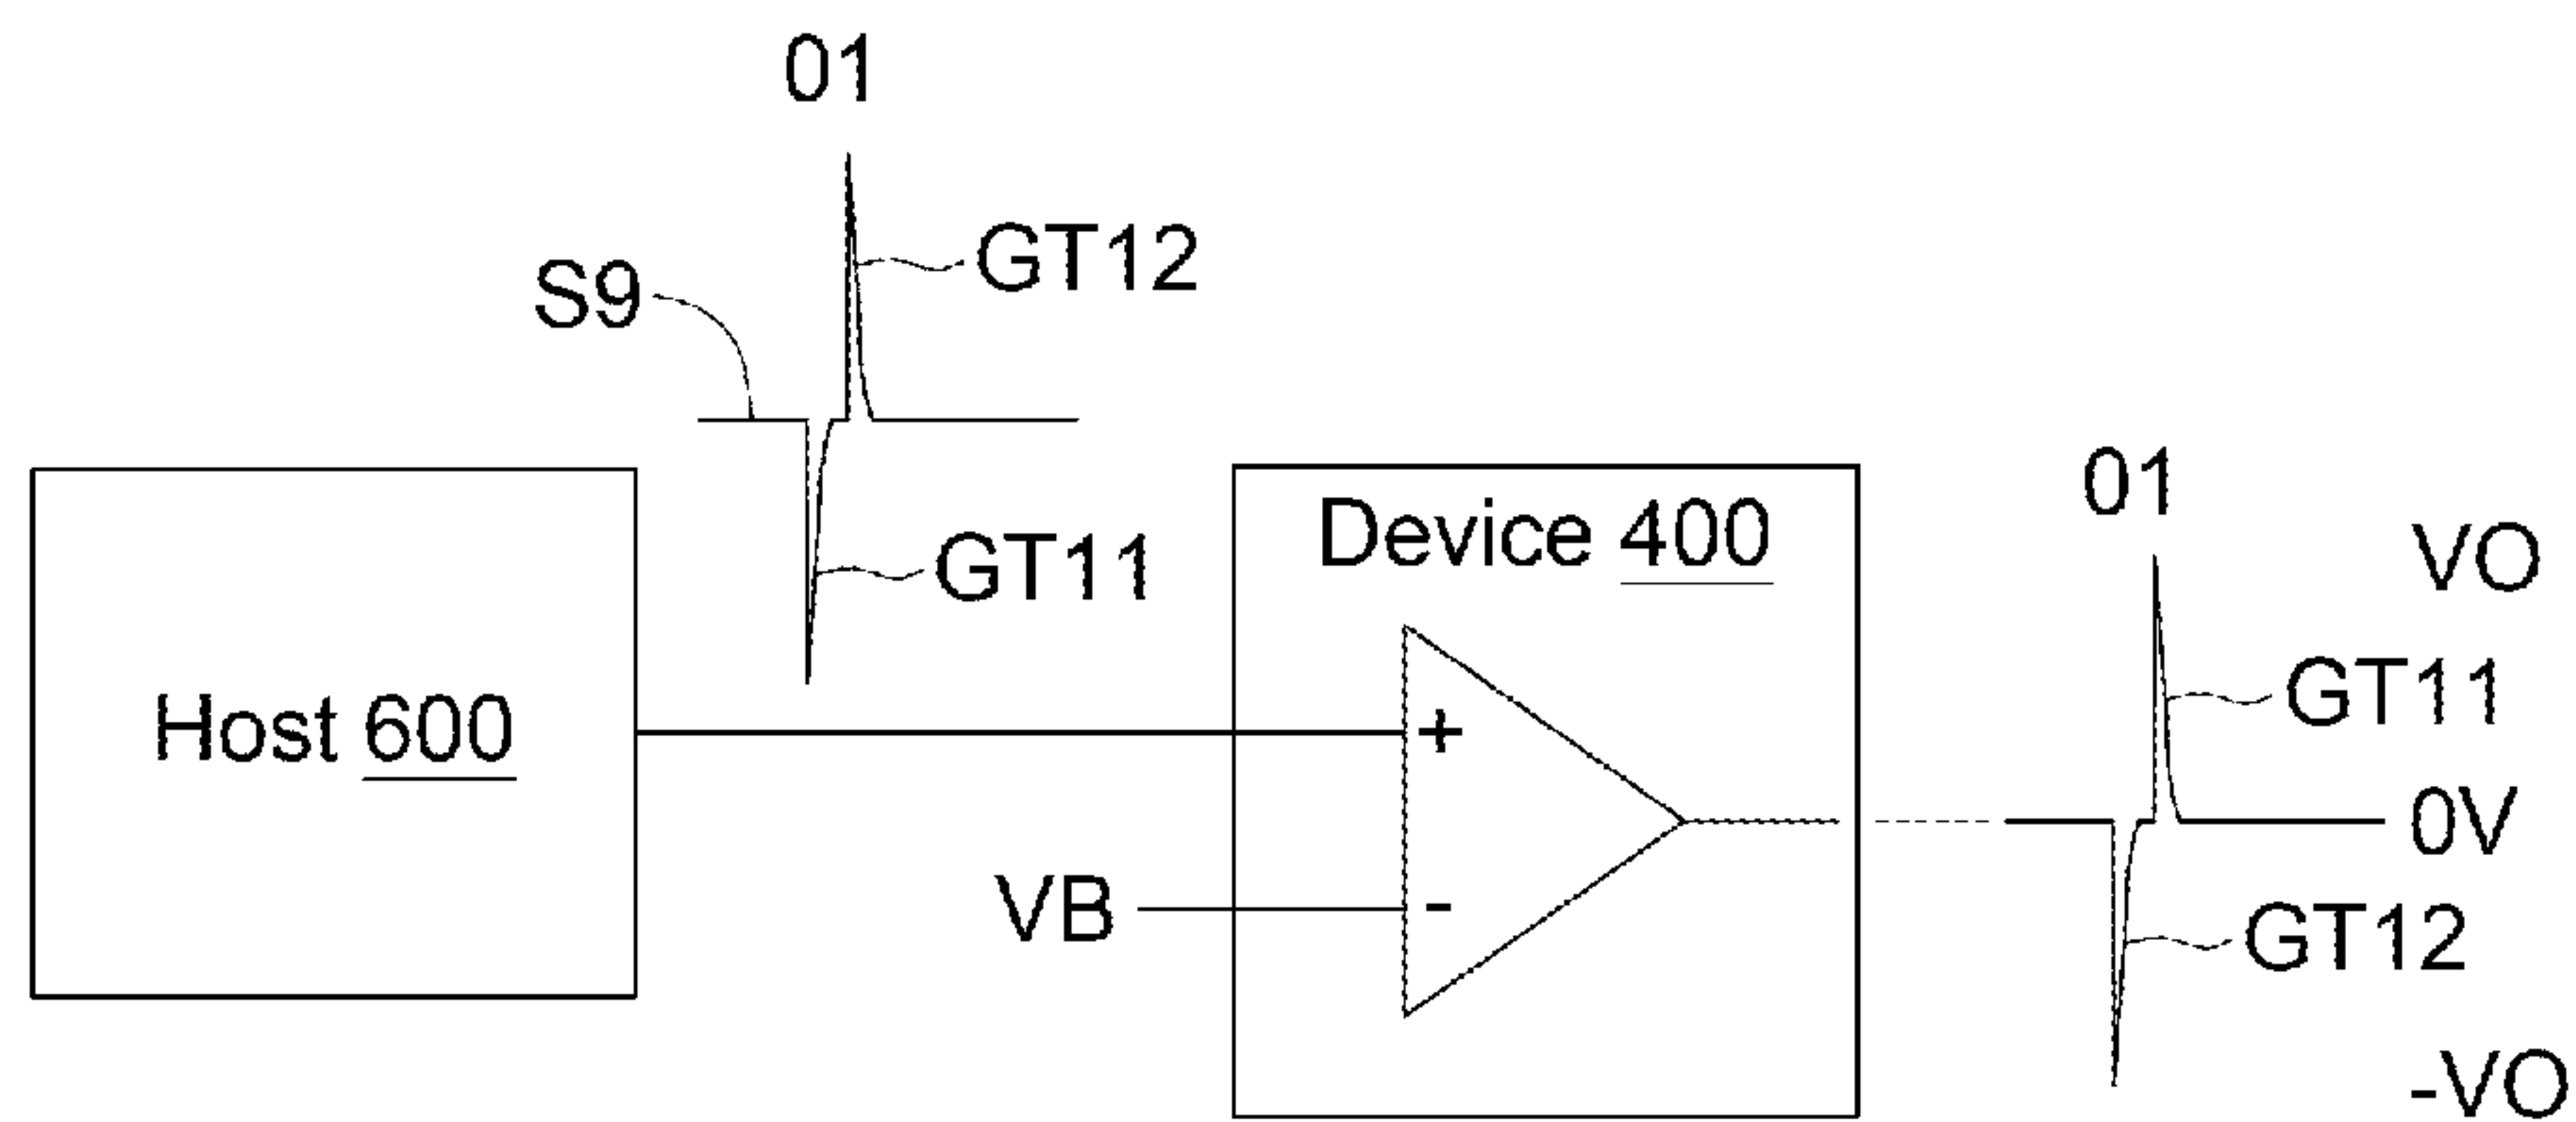 01
GT12
S9
GT11
Host 600
Device 400
+
-
VB
01
VO
GT11
0V
GT12
-VO